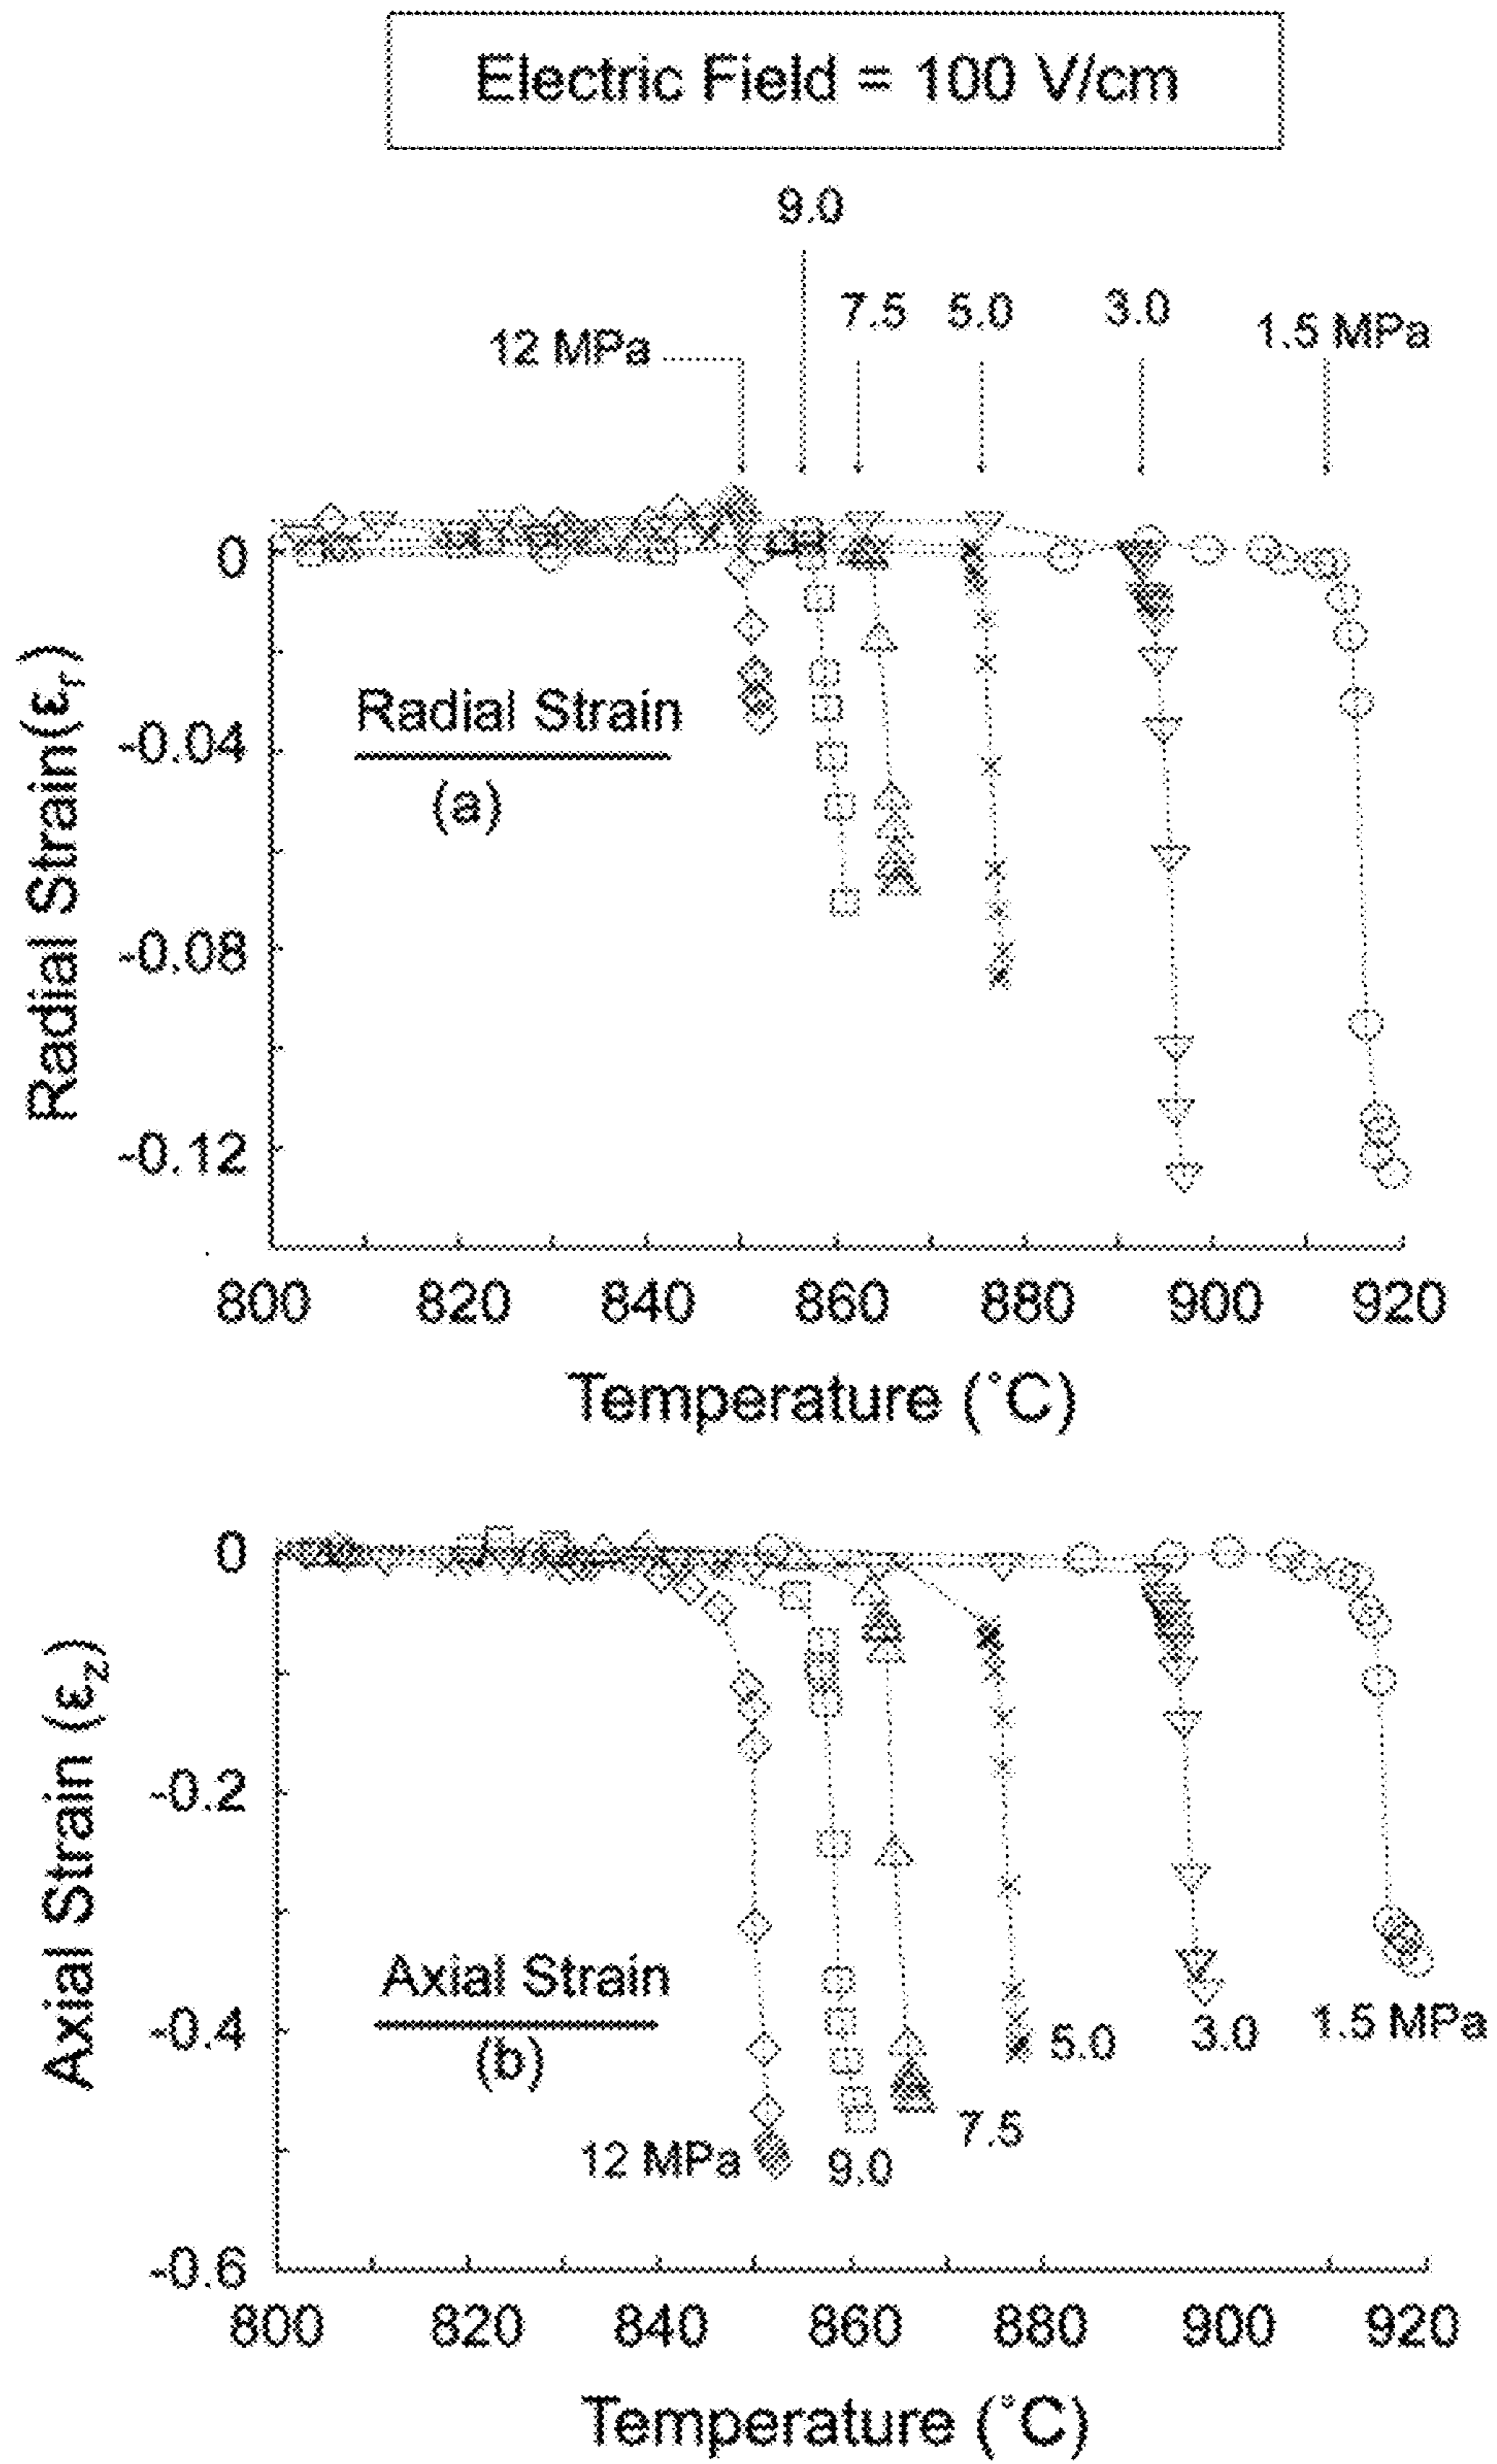 Electric Field = 100 V/cm
9.0
7.5 5.0 3.0
12 MPa 1.5 MPa
0
-0.04
-0.08
-0.12
Radial Strain(εr)
Radial Strain
(a)
800 820 840 860 880 900 920
Temperature (°C)
0
-0.2
-0.4
-0.6
Axial Strain (εz)
Axial Strain
(b)
12 MPa 9.0 7.5 5.0 3.0 1.5 MPa
800 820 840 860 880 900 920
Temperature (°C)